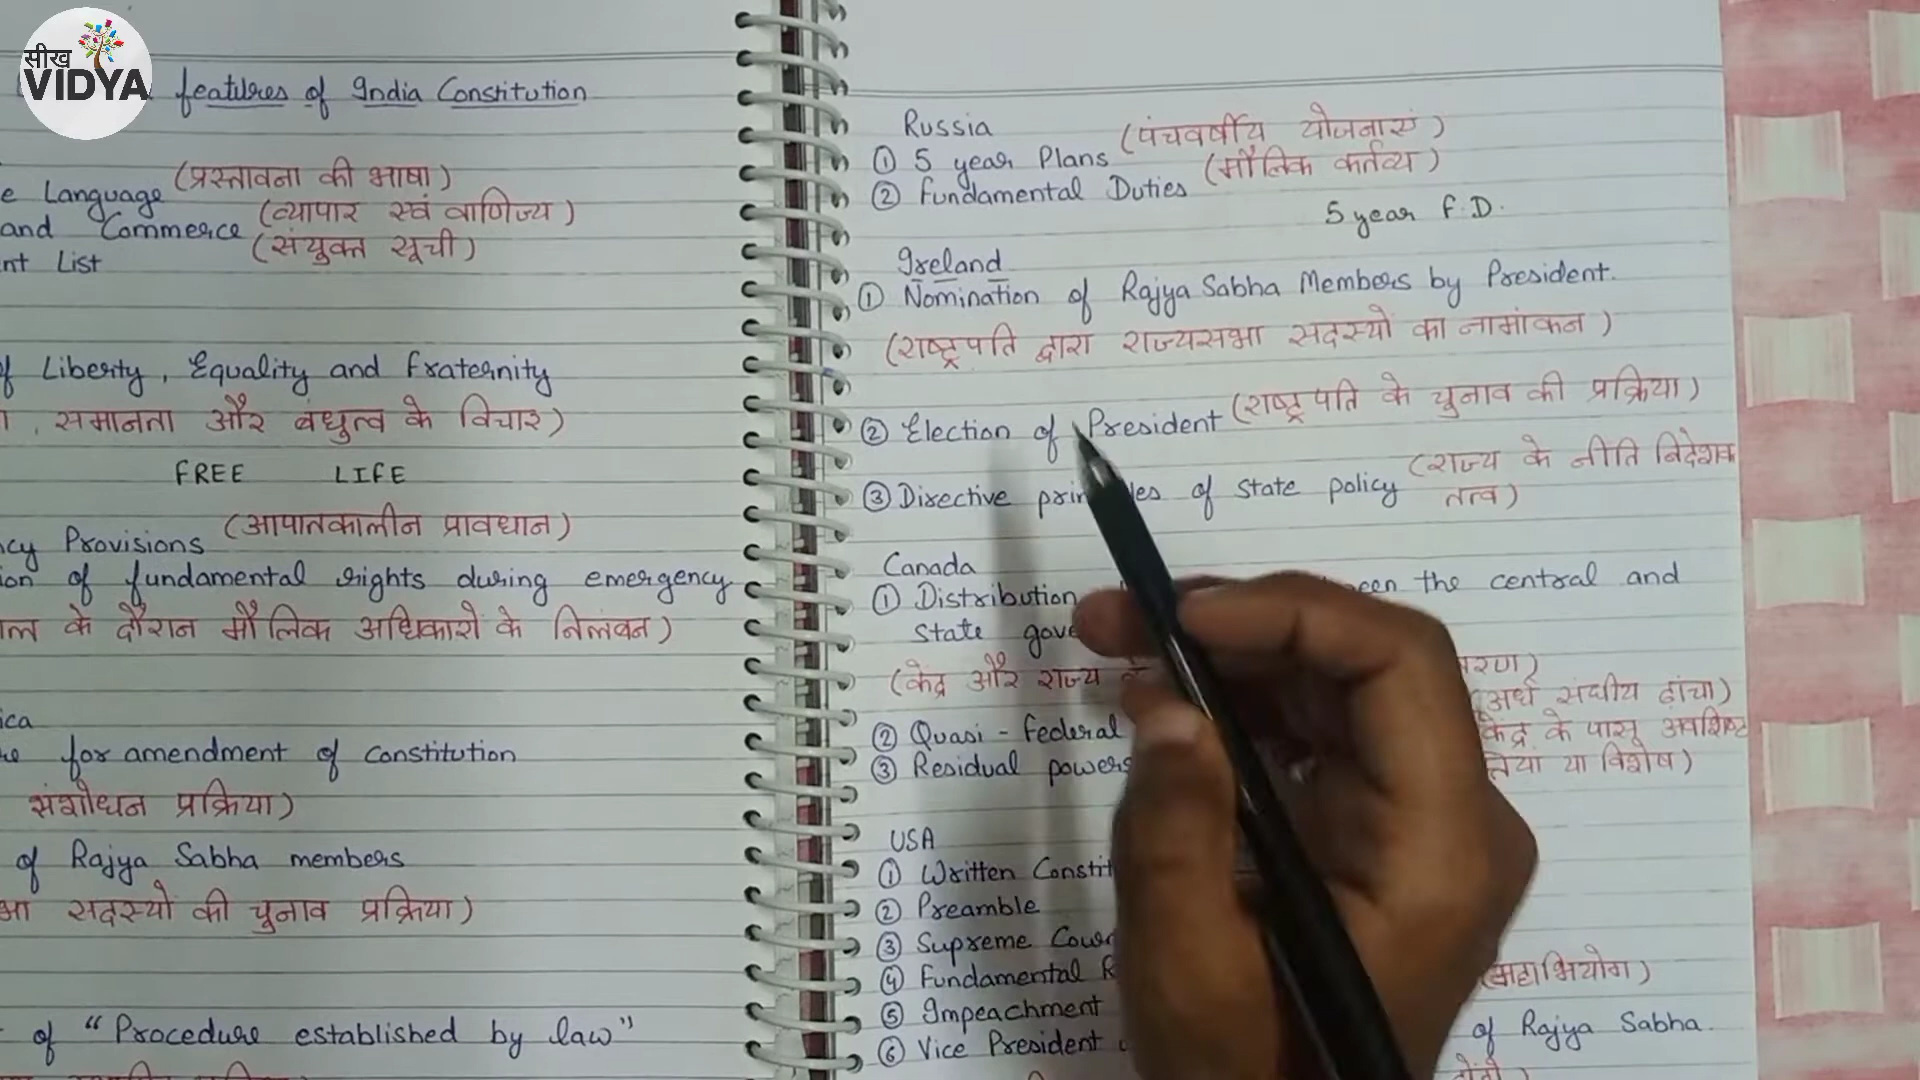 सीख
VIDYA
features of India Constitution
e Language (प्रस्तावना की भाषा)
and Commerce (व्यापार एवं वाणिज्य)
nt List (संयुक्त सूची)
f Liberty, Equality and Fraternity
, समानता और बंधुत्व के विचार)
FREE LIFE
cy Provisions (आपातकालीन प्रावधान)
ion of fundamental rights during emergency
ाल के दौरान मौलिक अधिकारों के निलंबन)
ica
re for amendment of constitution
संशोधन प्रक्रिया)
of Rajya Sabha members
भा सदस्यों की चुनाव प्रक्रिया)
of "Procedure established by law"
Russia
① 5 year Plans (पंचवर्षीय योजनाएं)
② Fundamental Duties (मौलिक कर्तव्य)
5 year F.D.
Ireland
① Nomination of Rajya Sabha Members by President.
(राष्ट्रपति द्वारा राज्यसभा सदस्यों का नामांकन)
② Election of President (राष्ट्रपति के चुनाव की प्रक्रिया)
③ Directive prin les of state policy (राज्य के नीति निदेशक
तत्व)
Canada
① Distribution een the central and
state gove
(केंद्र और राज्य के रण)
② Quasi - Federal (अर्ध संघीय ढांचा)
③ Residual powers केंद्र के पास अवशिष्ट
तियां या विशेष)
USA
① Written Constit
② Preamble
③ Supreme Cour
④ Fundamental R
⑤ Impeachment (महाभियोग)
⑥ Vice President of Rajya Sabha.